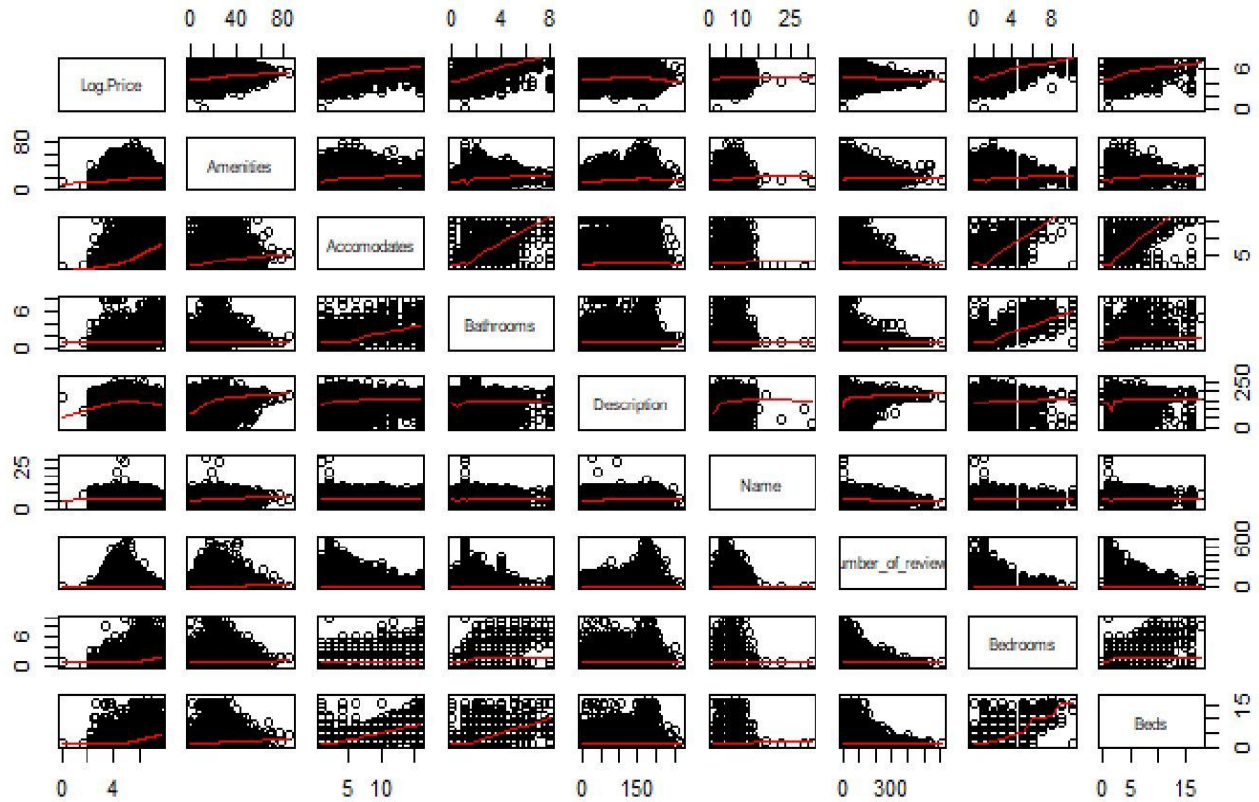 0 40 80 0 4 8 0 10 25 0 4 8
Log.Price 0 6
0 80 Amenities
Accomodates 5
0 6 Bathrooms
Description 0 250
0 25 Name
umber_of_review 0 600
0 6 Bedrooms
Beds 0 15
0 4 5 10 0 150 0 300 0 5 15